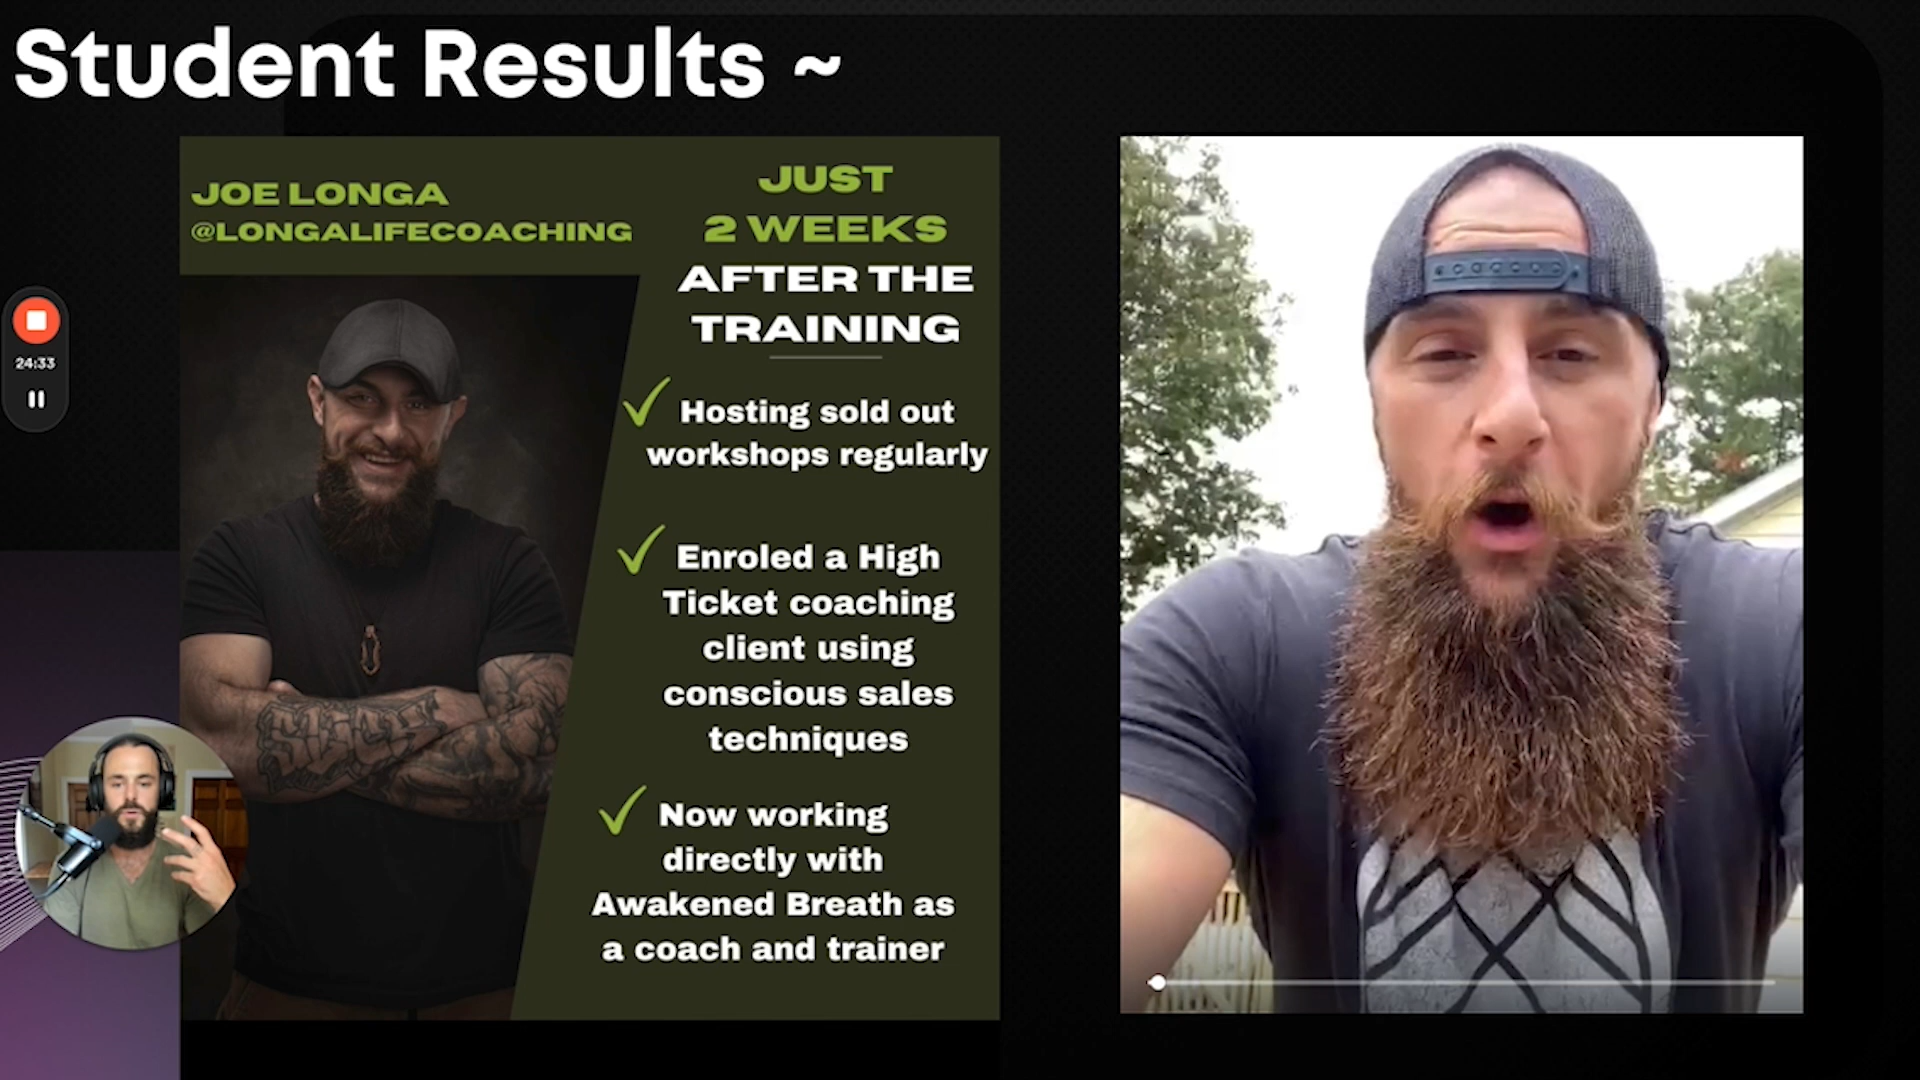 Student Results ~
JOE LONGA
@LONGALIFECOACHING
JUST
2 WEEKS
AFTER THE
TRAINING
Hosting sold out
workshops regularly
Enroled a High
Ticket coaching
client using
conscious sales
techniques
Now working
directly with
Awakened Breath as
a coach and trainer
24:33